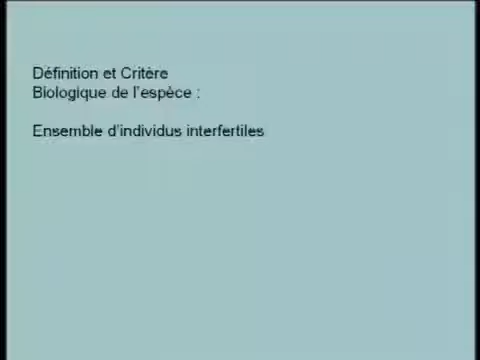 Définition et Critère
Biologique de l'espèce :
Ensemble d'individus interfertiles